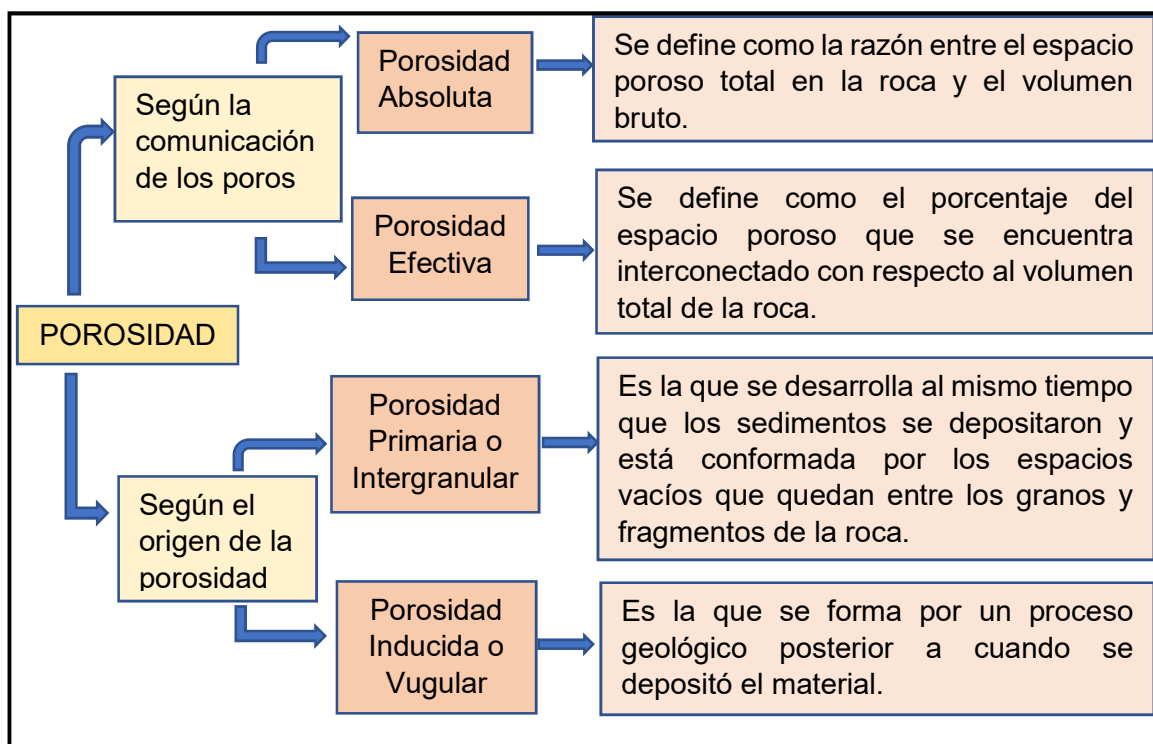 POROSIDAD
Según la
comunicación
de los poros
Porosidad
Absoluta
Se define como la razón entre el espacio
poroso total en la roca y el volumen
bruto.
Porosidad
Efectiva
Se define como el porcentaje del
espacio poroso que se encuentra
interconectado con respecto al volumen
total de la roca.
Según el
origen de la
porosidad
Porosidad
Primaria o
Intergranular
Es la que se desarrolla al mismo tiempo
que los sedimentos se depositaron y
está conformada por los espacios
vacíos que quedan entre los granos y
fragmentos de la roca.
Porosidad
Inducida o
Vugular
Es la que se forma por un proceso
geológico posterior a cuando se
depositó el material.